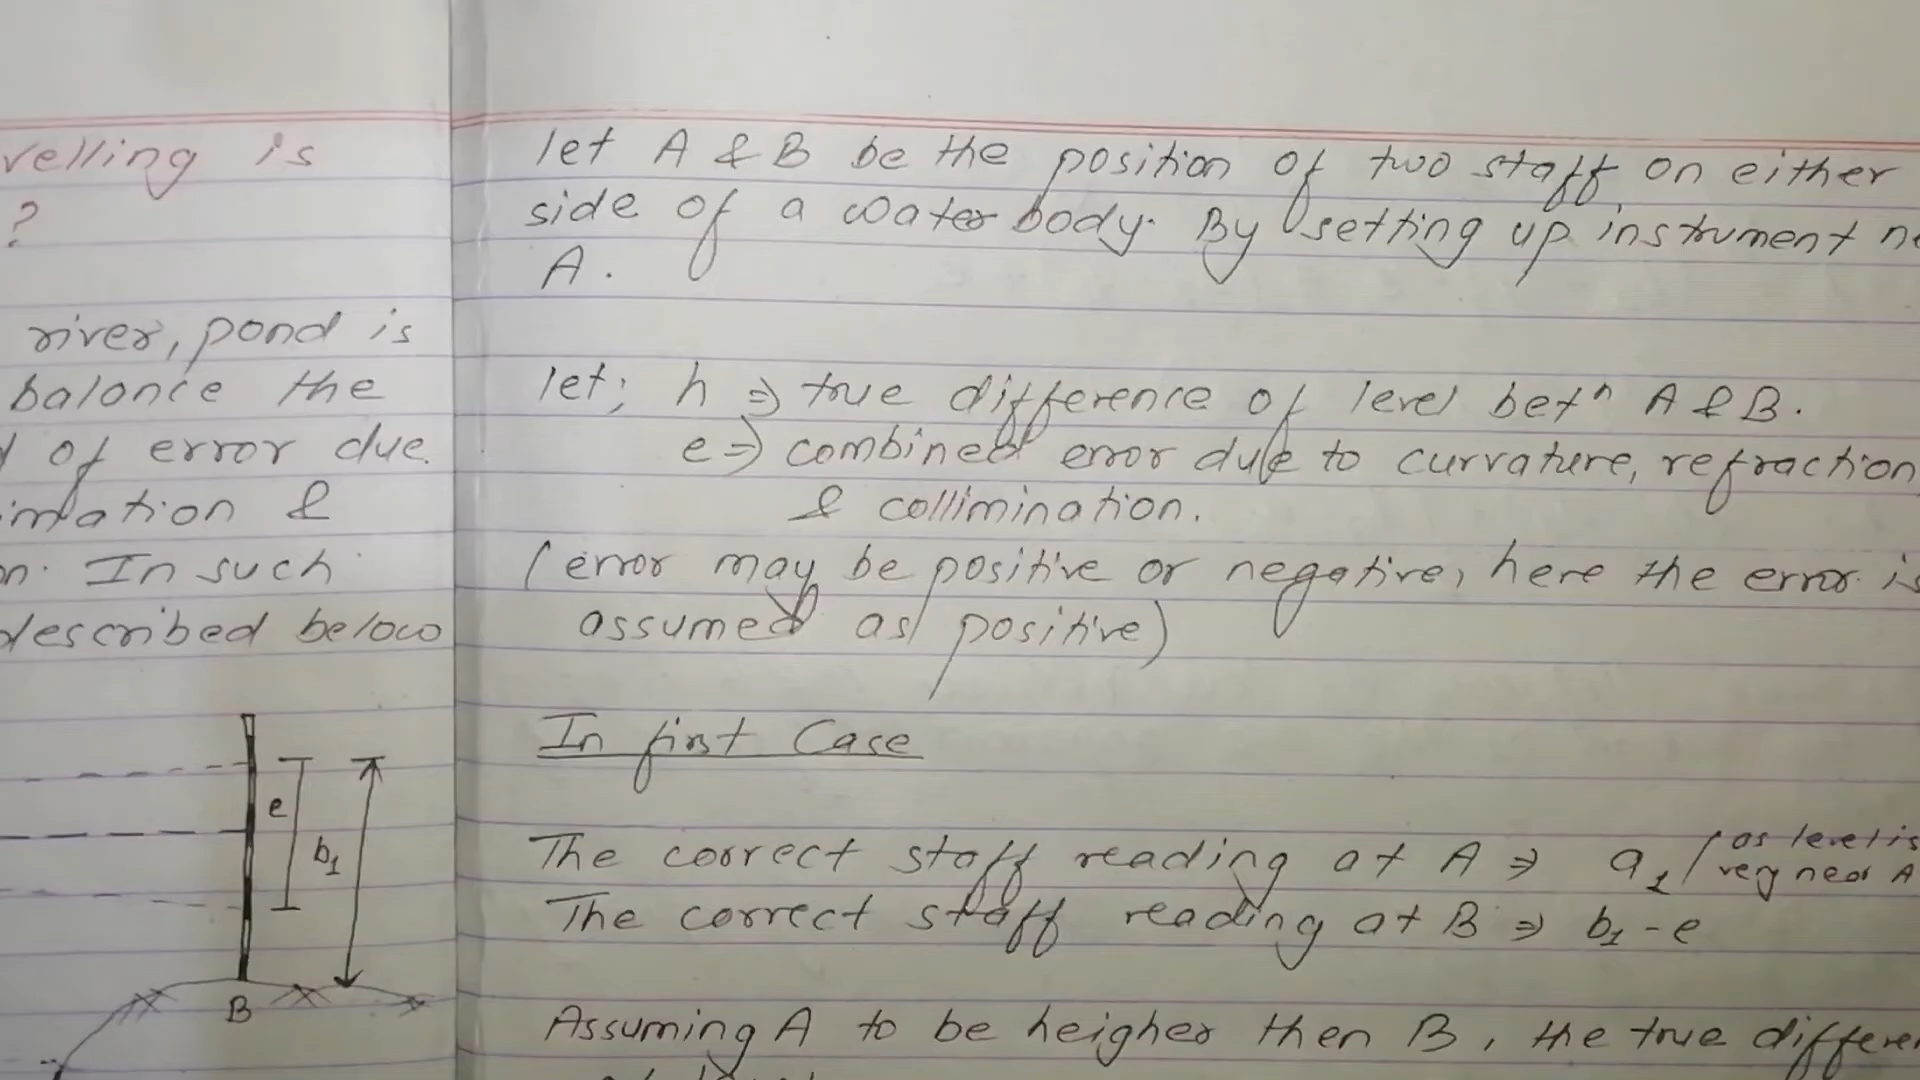 velling is
?
river, pond is
balance the
of error due
mation &
n. In such
described below
e
b1
B
let A & B be the position of two staff on either
side of a water body. By setting up instrument
A.
let; h ⇒ true difference of level betn A & B.
e ⇒ combined error due to curvature, refraction,
& collimination.
(error may be positive or negative, here the error is
assumed as positive)
In first Case
The correct staff reading at A ⇒ a1 (as level is
very near A
The correct staff reading at B ⇒ b1 - e
Assuming A to be heigher then B, the true differen